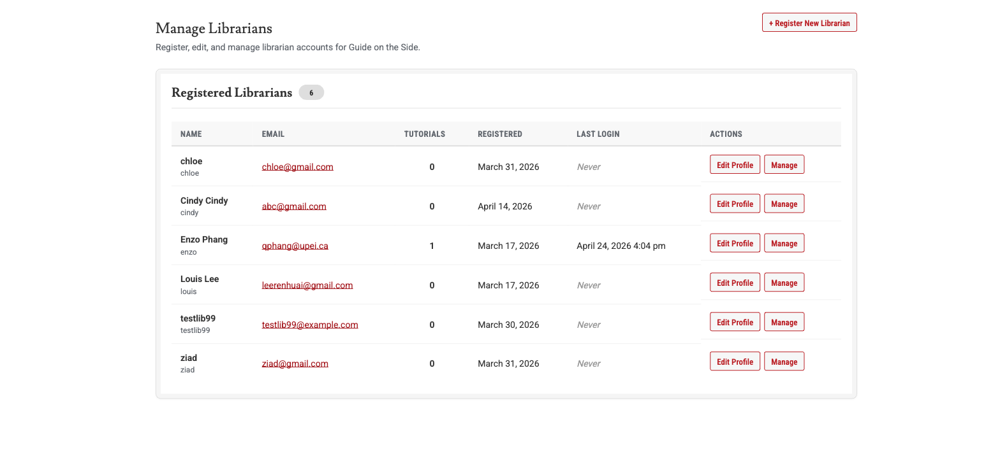 Manage Librarians
+ Register New Librarian
Register, edit, and manage librarian accounts for Guide on the Side.
Registered Librarians 6
NAME EMAIL TUTORIALS REGISTERED LAST LOGIN ACTIONS
chloe
chloe
chloe@gmail.com 0 March 31, 2026 Never Edit Profile Manage
Cindy Cindy
cindy
abc@gmail.com 0 April 14, 2026 Never Edit Profile Manage
Enzo Phang
enzo
qphang@upei.ca 1 March 17, 2026 April 24, 2026 4:04 pm Edit Profile Manage
Louis Lee
louis
leerenhuai@gmail.com 0 March 17, 2026 Never Edit Profile Manage
testlib99
testlib99
testlib99@example.com 0 March 30, 2026 Never Edit Profile Manage
ziad
ziad
ziad@gmail.com 0 March 31, 2026 Never Edit Profile Manage